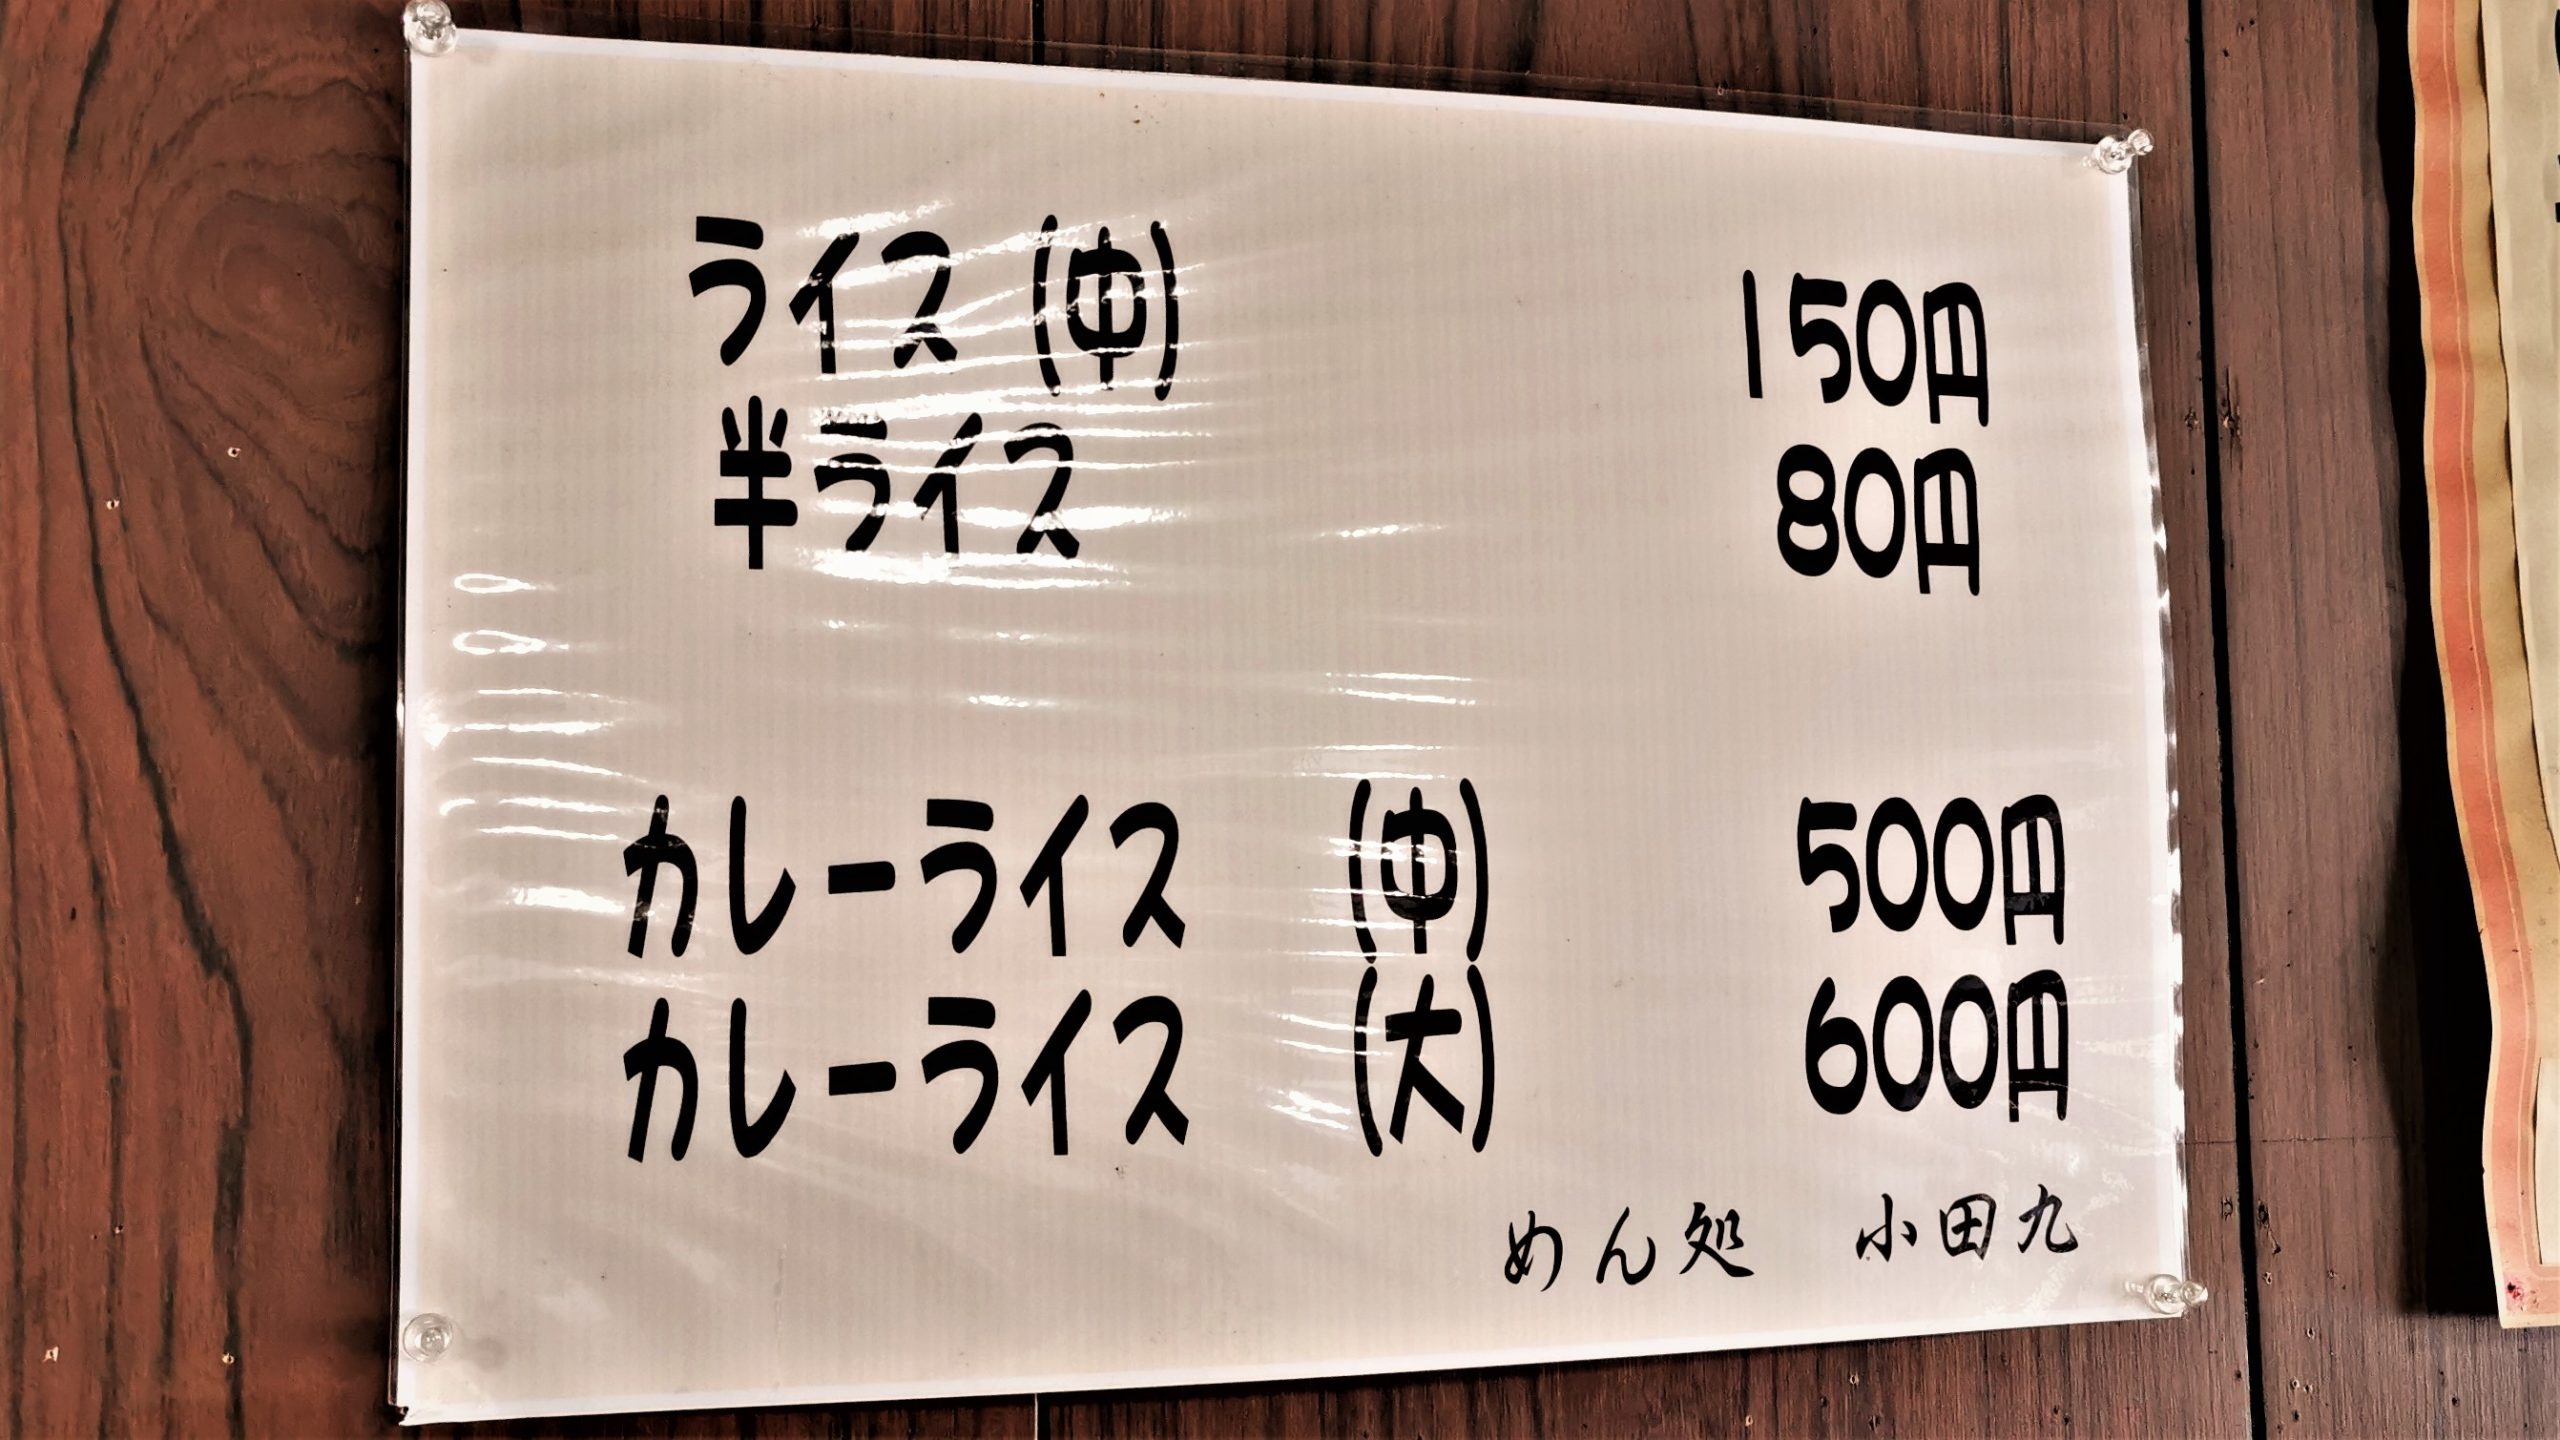 ライス (中) 150円
半ライス 80円
カレーライス (中) 500円
カレーライス (大) 600円
めん処 小田九